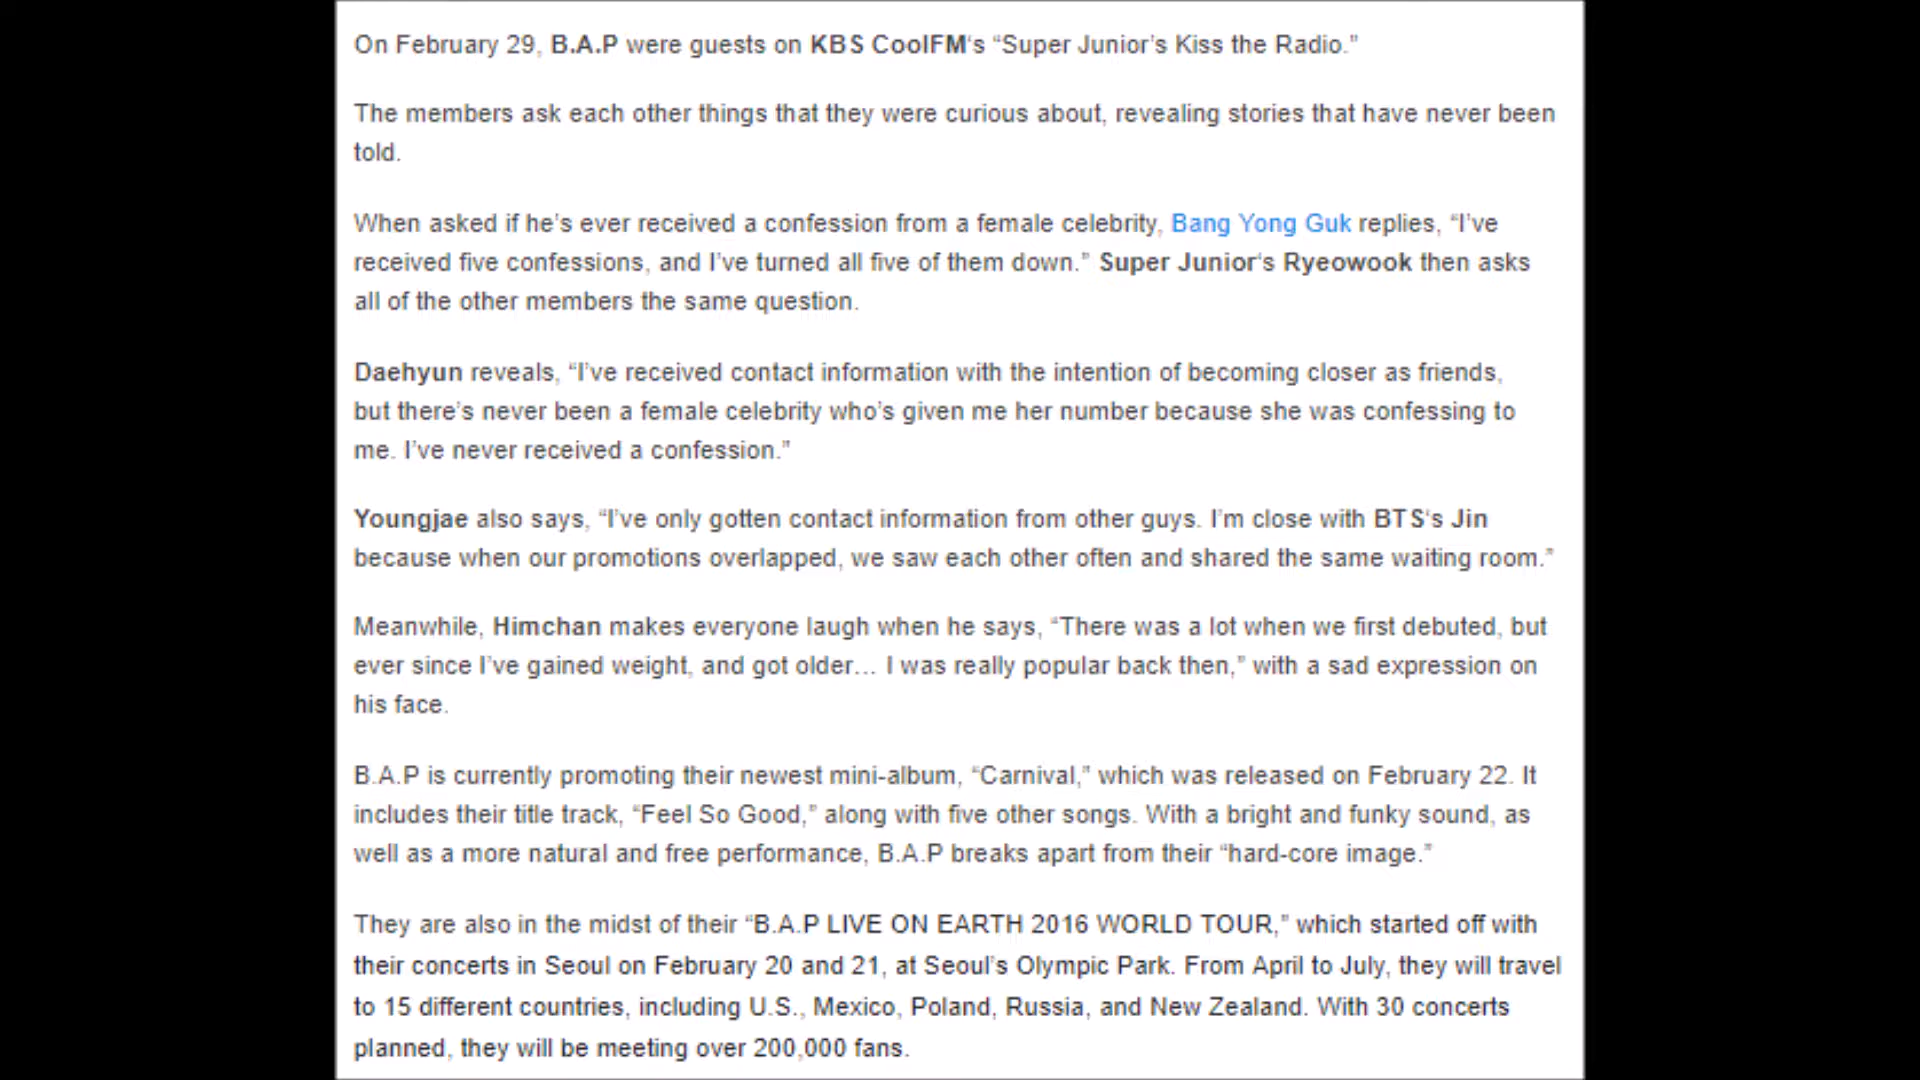 On February 29, B.A.P were guests on KBS CoolFM‘s “Super Junior’s Kiss the Radio.”
The members ask each other things that they were curious about, revealing stories that have never been
told.
When asked if he’s ever received a confession from a female celebrity, Bang Yong Guk replies, “I’ve
received five confessions, and I’ve turned all five of them down.” Super Junior‘s Ryeowook then asks
all of the other members the same question.
Daehyun reveals, “I’ve received contact information with the intention of becoming closer as friends,
but there’s never been a female celebrity who’s given me her number because she was confessing to
me. I’ve never received a confession.”
Youngjae also says, “I’ve only gotten contact information from other guys. I’m close with BTS‘s Jin
because when our promotions overlapped, we saw each other often and shared the same waiting room.”
Meanwhile, Himchan makes everyone laugh when he says, “There was a lot when we first debuted, but
ever since I’ve gained weight, and got older… I was really popular back then,” with a sad expression on
his face.
B.A.P is currently promoting their newest mini-album, “Carnival,” which was released on February 22. It
includes their title track, “Feel So Good,” along with five other songs. With a bright and funky sound, as
well as a more natural and free performance, B.A.P breaks apart from their “hard-core image.”
They are also in the midst of their “B.A.P LIVE ON EARTH 2016 WORLD TOUR,” which started off with
their concerts in Seoul on February 20 and 21, at Seoul’s Olympic Park. From April to July, they will travel
to 15 different countries, including U.S., Mexico, Poland, Russia, and New Zealand. With 30 concerts
planned, they will be meeting over 200,000 fans.